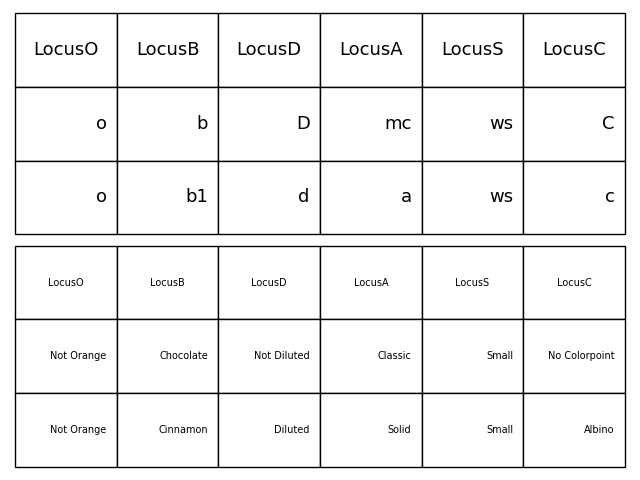 LocusO LocusB LocusD LocusA LocusS LocusC
o b D mc ws C
o b1 d a ws c
LocusO LocusB LocusD LocusA LocusS LocusC
Not Orange Chocolate Not Diluted Classic Small No Colorpoint
Not Orange Cinnamon Diluted Solid Small Albino